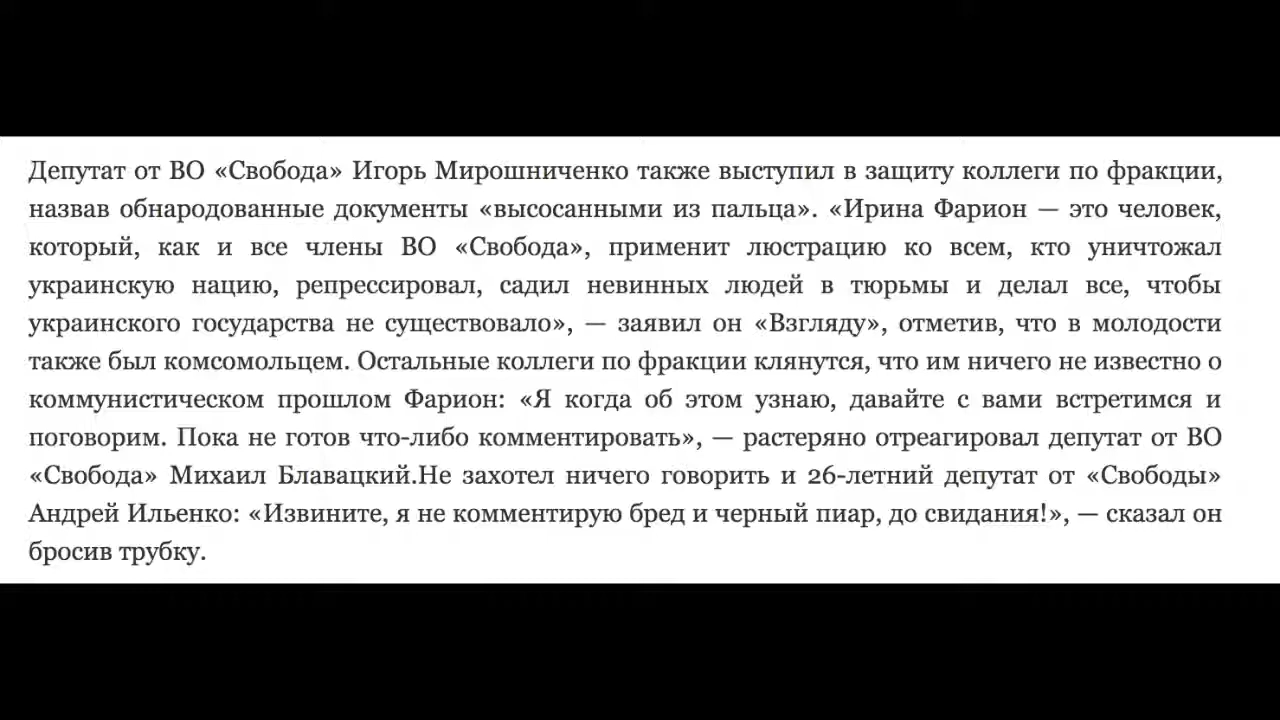 Депутат от ВО «Свобода» Игорь Мирошниченко также выступил в защиту коллеги по фракции,
назвав обнародованные документы «высосанными из пальца». «Ирина Фарион — это человек,
который, как и все члены ВО «Свобода», применит люстрацию ко всем, кто уничтожал
украинскую нацию, репрессировал, садил невинных людей в тюрьмы и делал все, чтобы
украинского государства не существовало», — заявил он «Взгляду», отметив, что в молодости
также был комсомольцем. Остальные коллеги по фракции клянутся, что им ничего не известно о
коммунистическом прошлом Фарион: «Я когда об этом узнаю, давайте с вами встретимся и
поговорим. Пока не готов что-либо комментировать», — растеряно отреагировал депутат от ВО
«Свобода» Михаил Блавацкий.Не захотел ничего говорить и 26-летний депутат от «Свободы»
Андрей Ильенко: «Извините, я не комментирую бред и черный пиар, до свидания!», — сказал он
бросив трубку.